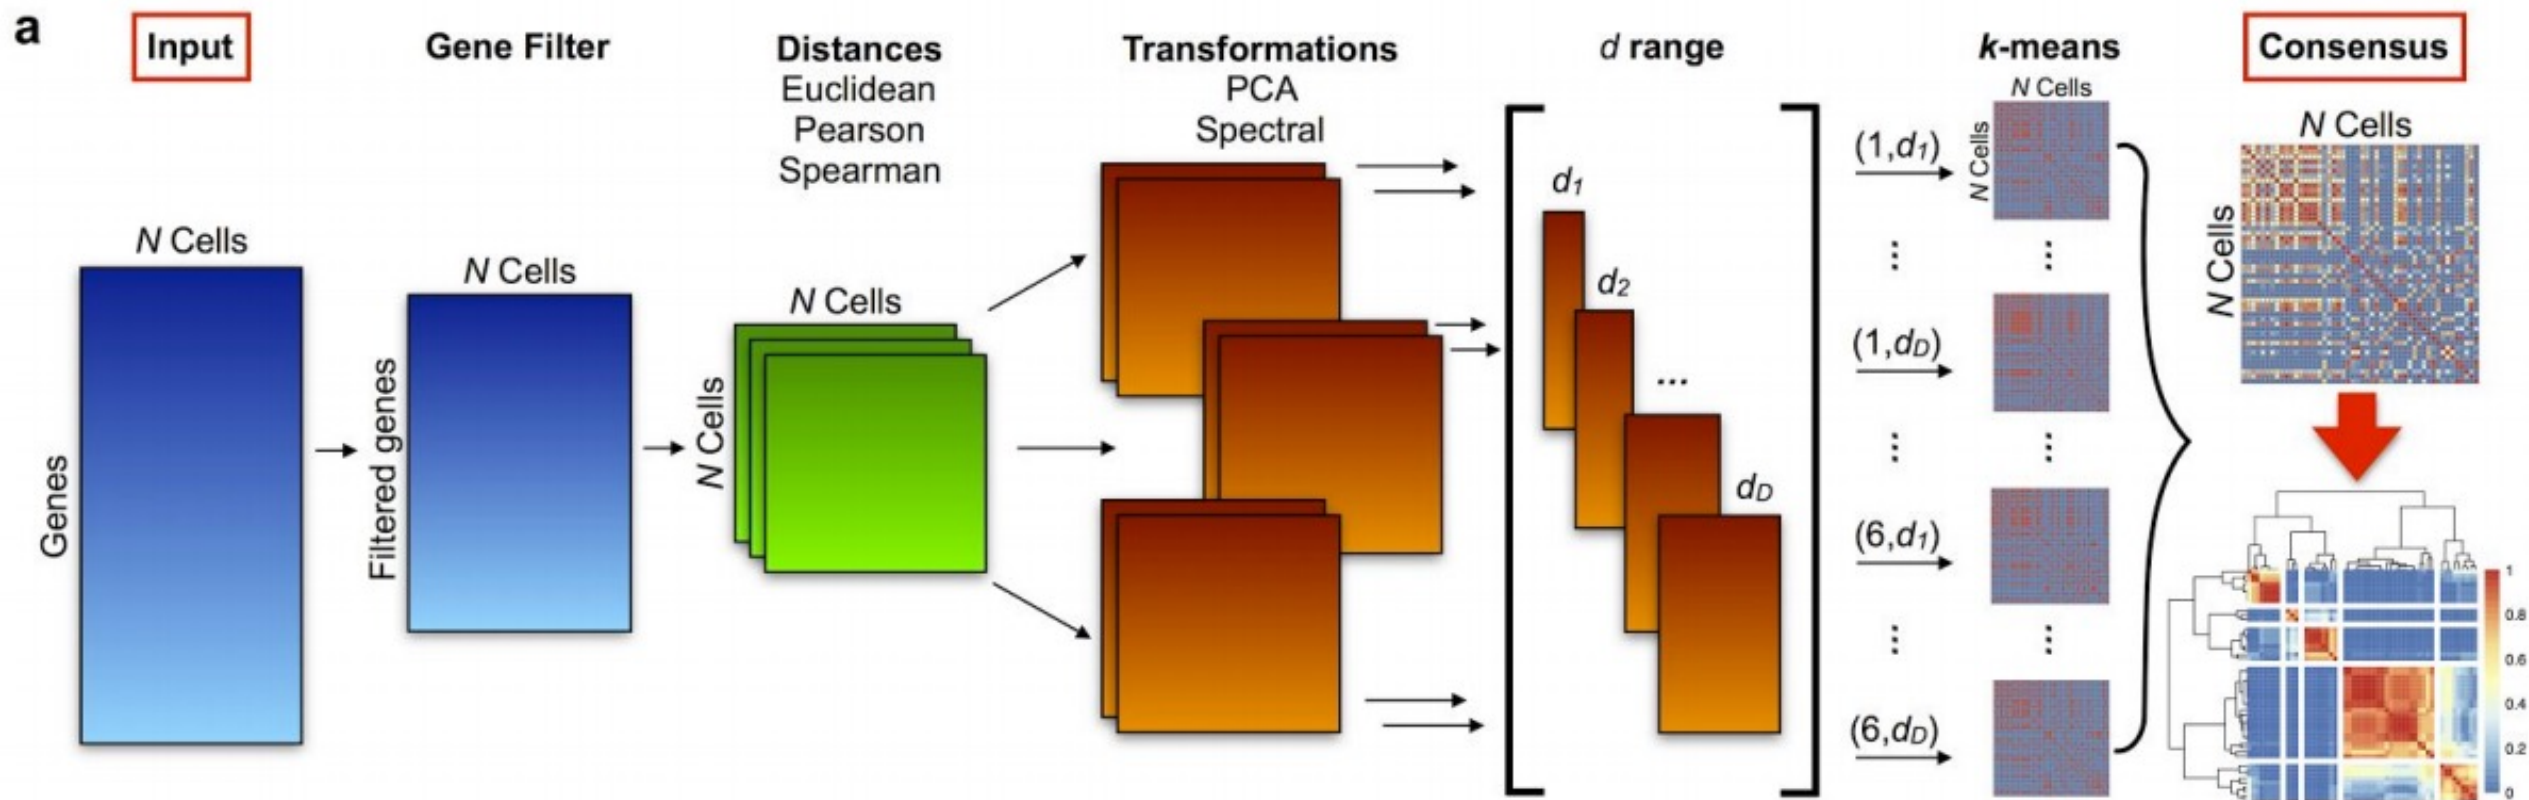 a
Input
Gene Filter
Distances
Euclidean
Pearson
Spearman
Transformations
PCA
Spectral
d range
k-means
Consensus
N Cells
Genes
N Cells
Filtered genes
N Cells
N Cells
d1
d2
...
dD
(1,d1)
⋮
(1,dD)
⋮
(6,d1)
⋮
(6,dD)
N Cells
N Cells
⋮
⋮
⋮
N Cells
N Cells
1
0.8
0.6
0.4
0.2
0